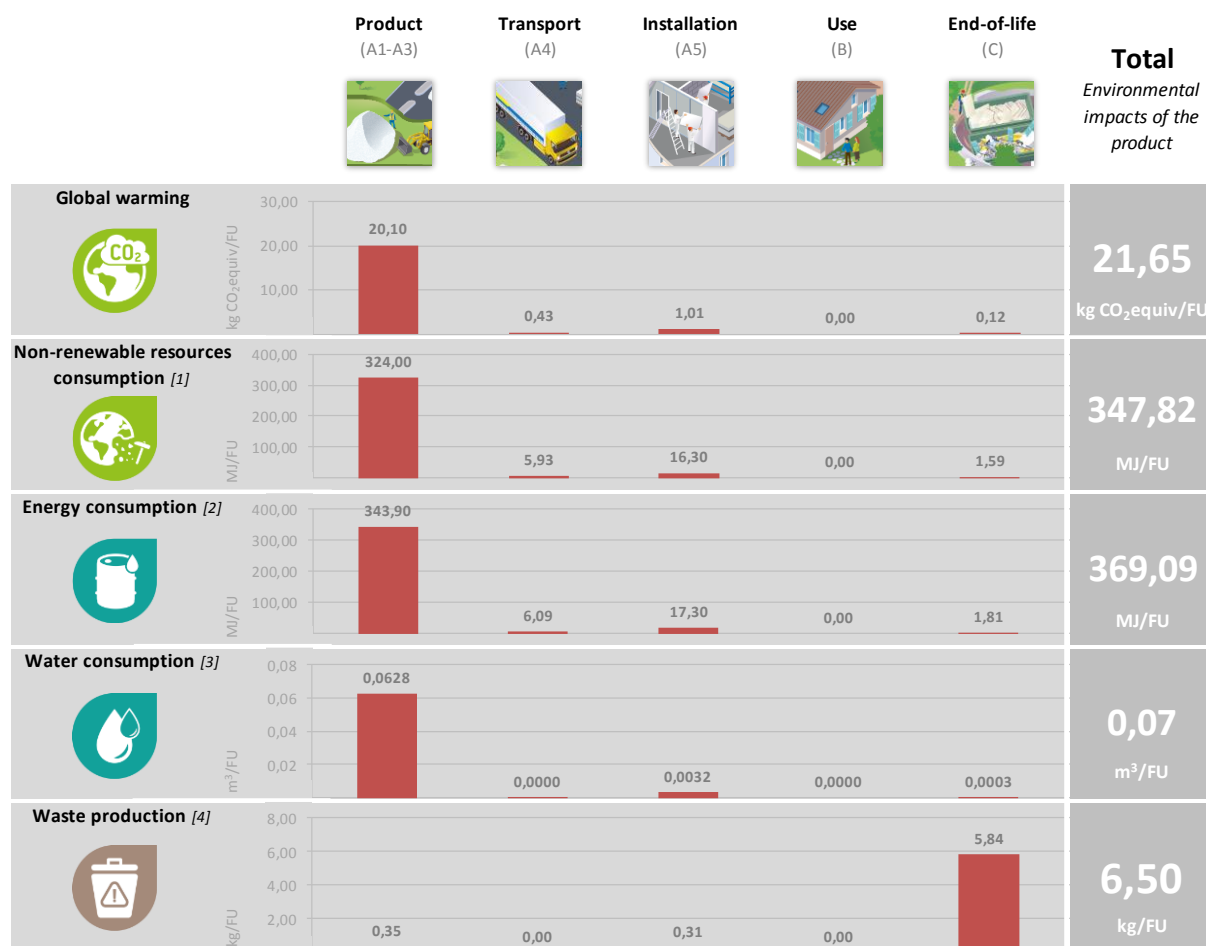 Product
(A1-A3)
Transport
(A4)
Installation
(A5)
Use
(B)
End-of-life
(C)
Total
Environmental
impacts of the
product
Global warming
CO₂
kg CO₂equiv/FU
30,00
20,00
10,00
20,10
0,43
1,01
0,00
0,12
21,65
kg CO₂equiv/FU
Non-renewable resources
consumption [1]
MJ/FU
400,00
300,00
200,00
100,00
324,00
5,93
16,30
0,00
1,59
347,82
MJ/FU
Energy consumption [2]
MJ/FU
400,00
300,00
200,00
100,00
343,90
6,09
17,30
0,00
1,81
369,09
MJ/FU
Water consumption [3]
m³/FU
0,08
0,06
0,04
0,02
0,0628
0,0000
0,0032
0,0000
0,0003
0,07
m³/FU
Waste production [4]
kg/FU
8,00
6,00
4,00
2,00
0,35
0,00
0,31
0,00
5,84
6,50
kg/FU